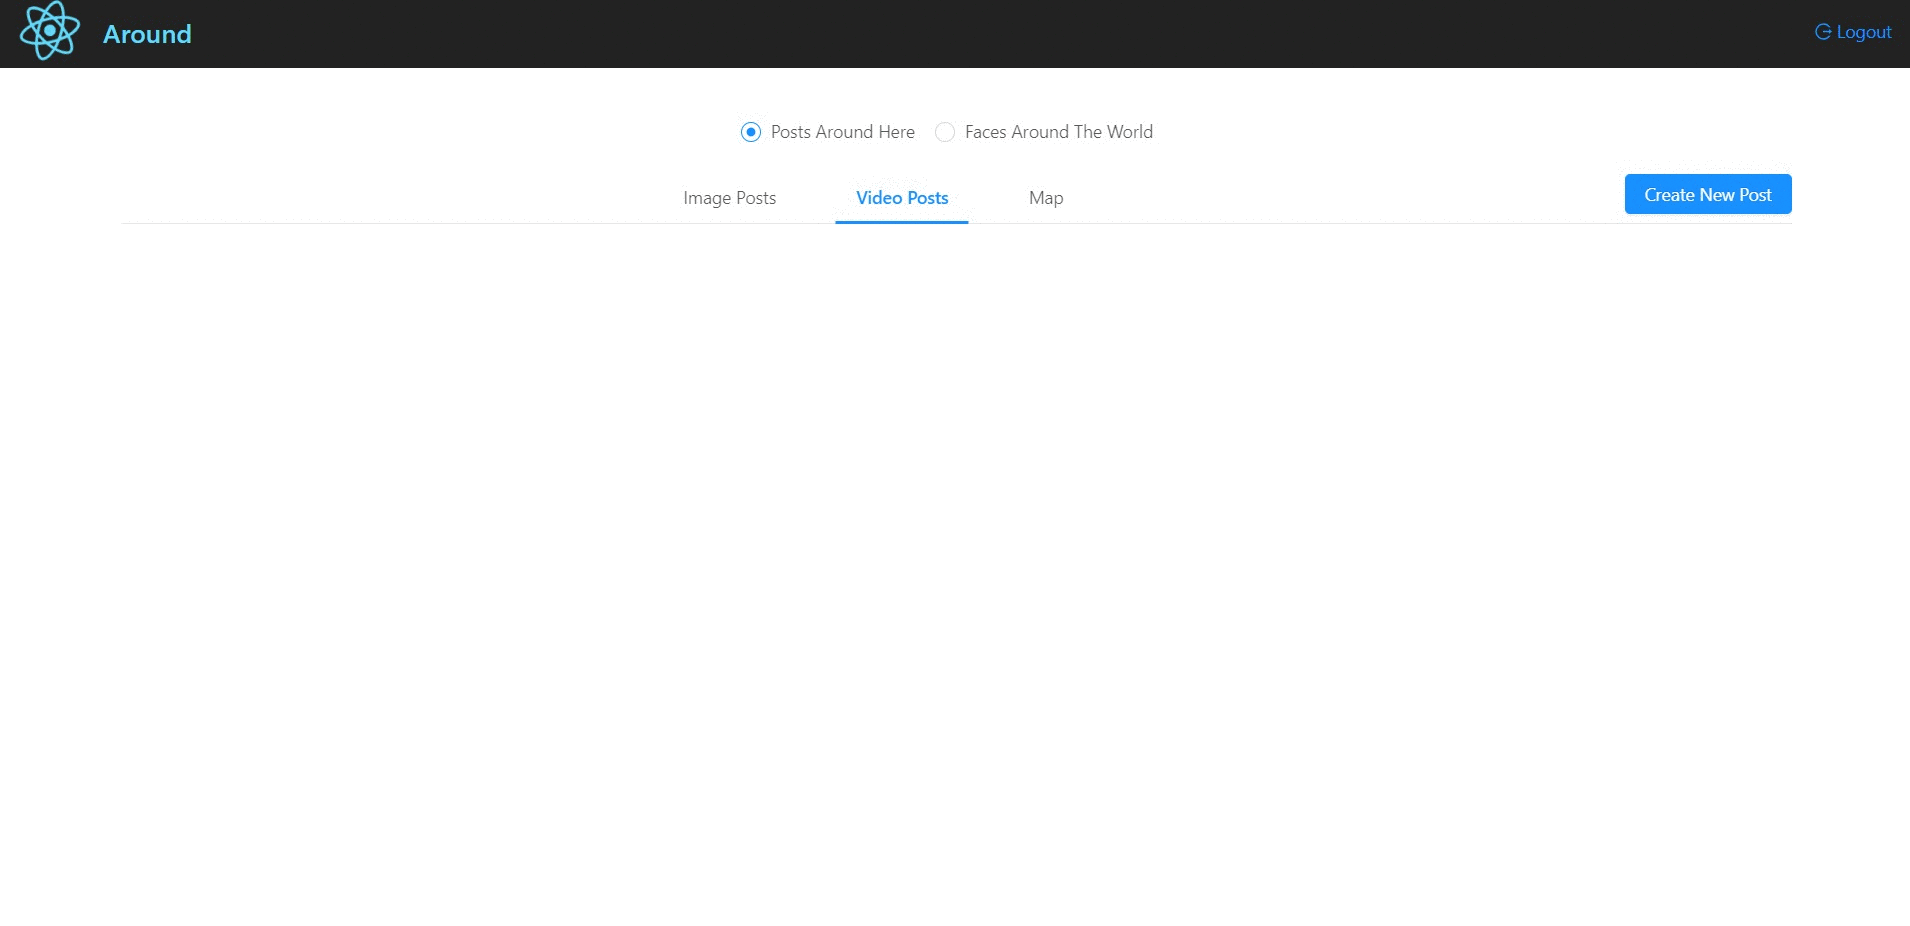 Around
Logout
Posts Around Here
Faces Around The World
Image Posts
Video Posts
Map
Create New Post